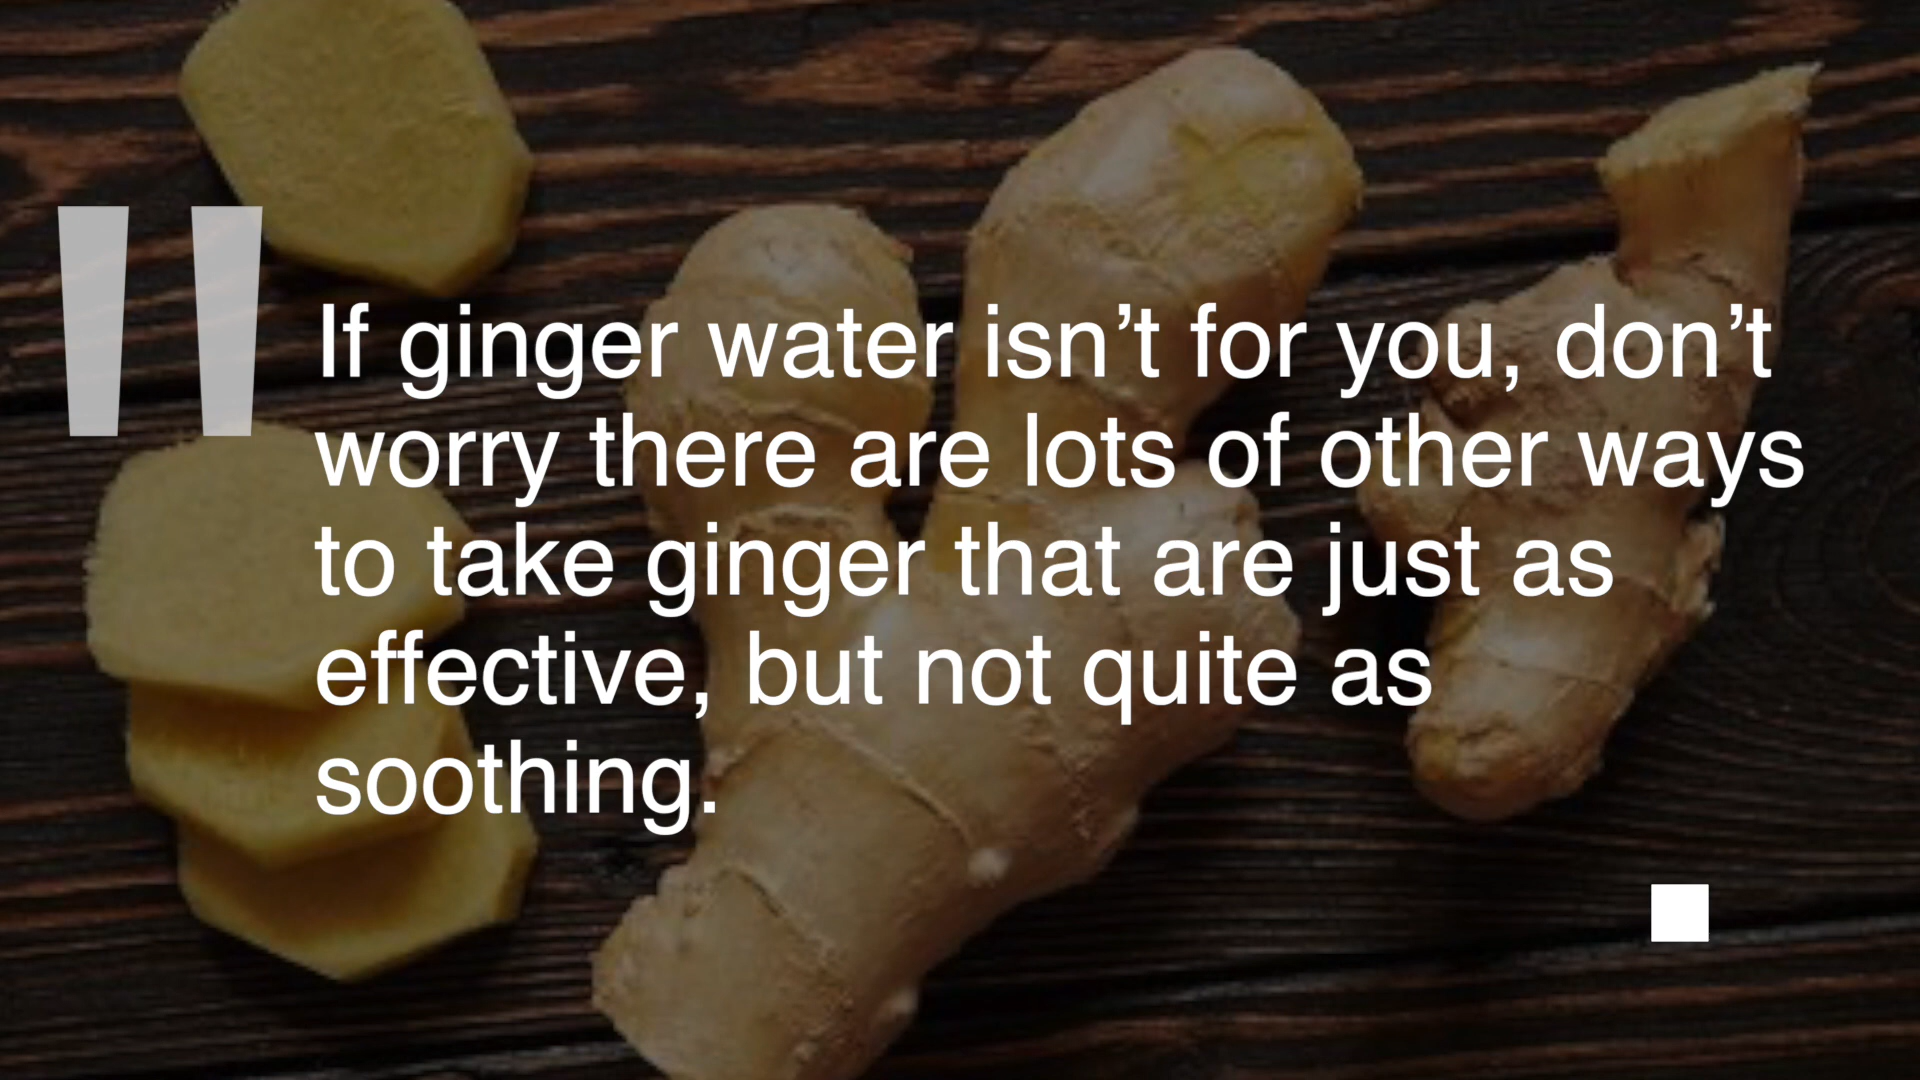 "
If ginger water isn’t for you, don’t
worry there are lots of other ways
to take ginger that are just as
effective, but not quite as
soothing.